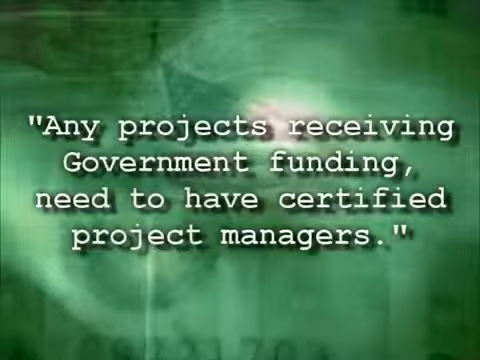 "Any projects receiving
Government funding,
need to have certified
project managers."